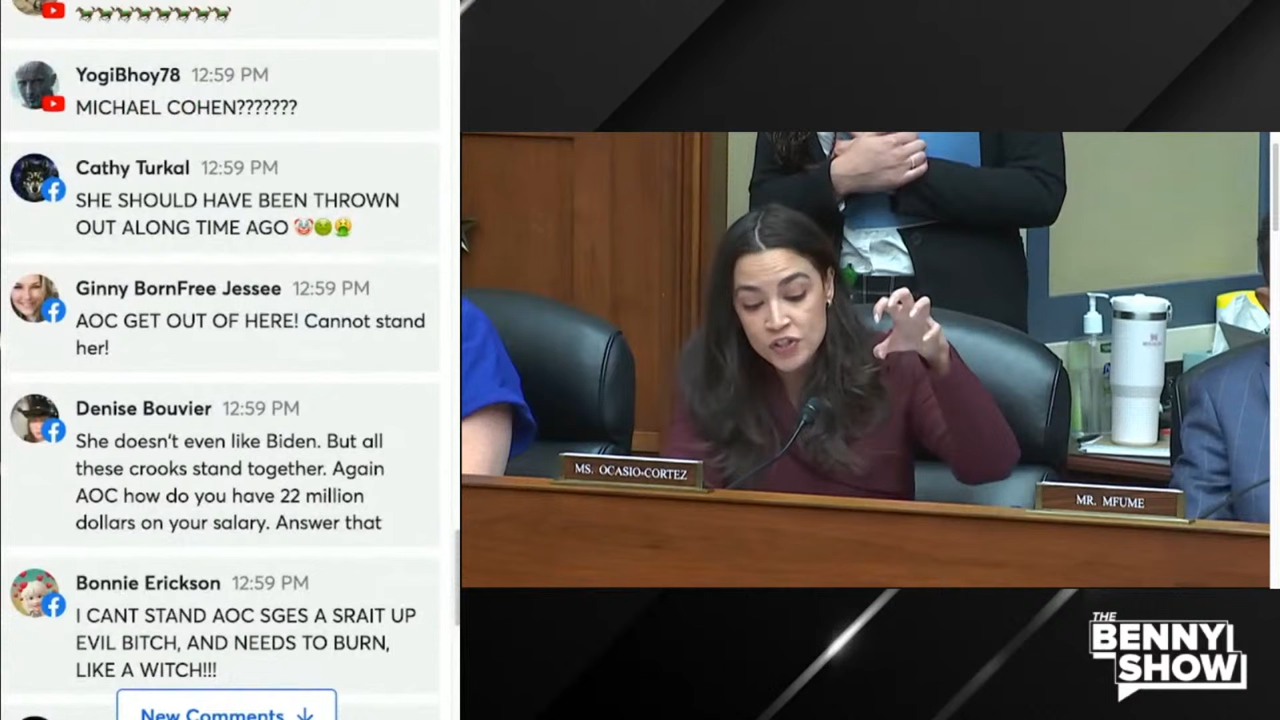 YogiBhoy78 12:59 PM
MICHAEL COHEN???????
Cathy Turkal 12:59 PM
SHE SHOULD HAVE BEEN THROWN
OUT ALONG TIME AGO 🤡🤢🤮
Ginny BornFree Jessee 12:59 PM
AOC GET OUT OF HERE! Cannot stand
her!
Denise Bouvier 12:59 PM
She doesn't even like Biden. But all
these crooks stand together. Again
AOC how do you have 22 million
dollars on your salary. Answer that
Bonnie Erickson 12:59 PM
I CANT STAND AOC SGES A SRAIT UP
EVIL BITCH, AND NEEDS TO BURN,
LIKE A WITCH!!!
New Comments
MS. OCASIO-CORTEZ
MR. MFUME
THE
BENNY
SHOW